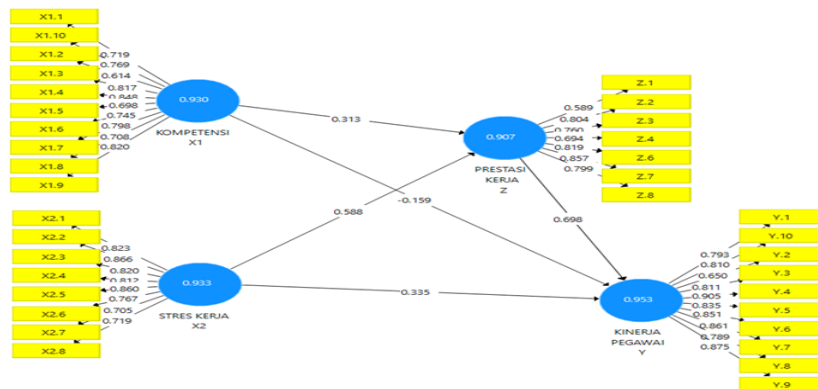 X1.1
X1.10
X1.2
X1.3
X1.4
X1.5
X1.6
X1.7
X1.8
X1.9
0.719
0.769
0.614
0.817
0.848
0.698
0.745
0.798
0.708
0.820
0.930
KOMPETENSI
X1
X2.1
X2.2
X2.3
X2.4
X2.5
X2.6
X2.7
X2.8
0.823
0.866
0.820
0.812
0.860
0.767
0.705
0.719
0.933
STRES KERJA
X2
0.313
-0.159
0.588
0.335
0.698
0.907
PRESTASI
KERJA
Z
0.589
0.804
0.760
0.694
0.819
0.857
0.799
Z.1
Z.2
Z.3
Z.4
Z.6
Z.7
Z.8
0.953
KINERJA
PEGAWAI
Y
0.793
0.810
0.650
0.811
0.905
0.835
0.851
0.861
0.789
0.875
Y.1
Y.10
Y.2
Y.3
Y.4
Y.5
Y.6
Y.7
Y.8
Y.9